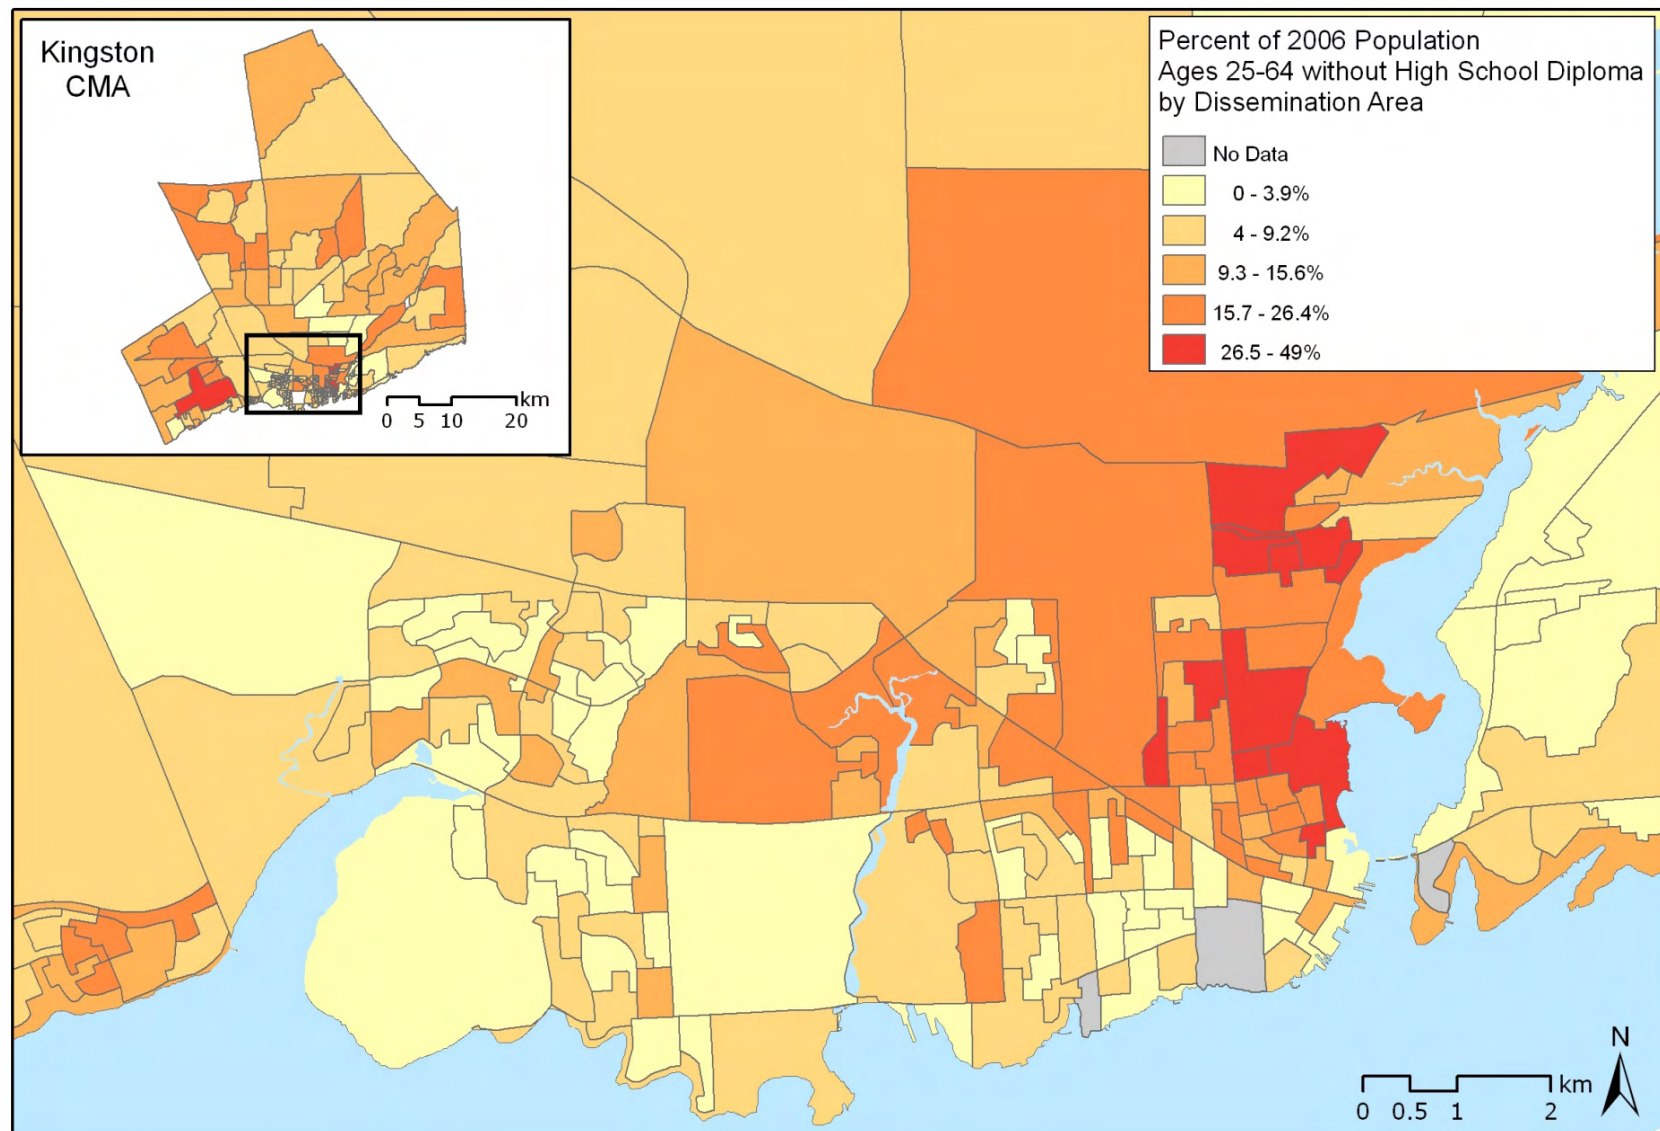 Kingston
CMA
km
0 5 10 20
Percent of 2006 Population
Ages 25-64 without High School Diploma
by Dissemination Area
No Data
0 - 3.9%
4 - 9.2%
9.3 - 15.6%
15.7 - 26.4%
26.5 - 49%
N
km
0 0.5 1 2